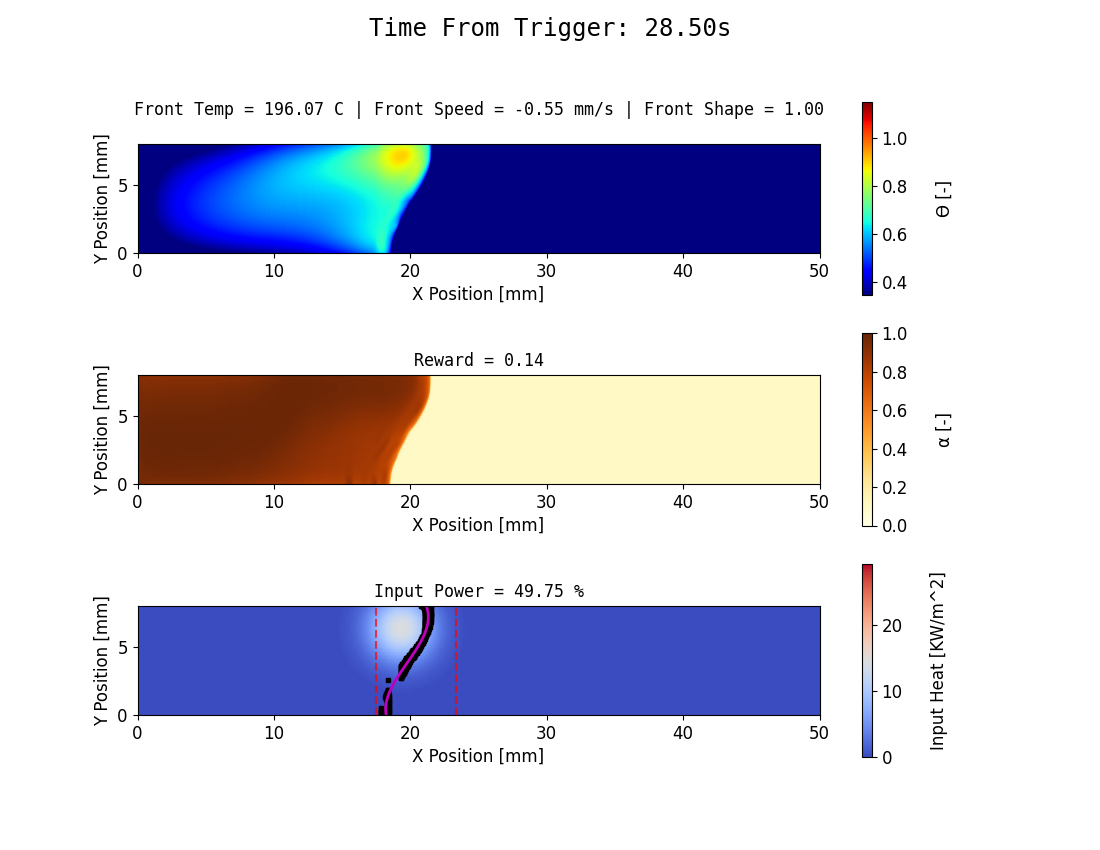 Time From Trigger: 28.50s
Front Temp = 196.07 C | Front Speed = -0.55 mm/s | Front Shape = 1.00
Y Position [mm]
5
0
0 10 20 30 40 50
X Position [mm]
1.0
0.8
0.6
0.4
Θ [-]
Reward = 0.14
Y Position [mm]
5
0
0 10 20 30 40 50
X Position [mm]
1.0
0.8
0.6
0.4
0.2
0.0
α [-]
Input Power = 49.75 %
Y Position [mm]
5
0
0 10 20 30 40 50
X Position [mm]
20
10
0
Input Heat [KW/m^2]